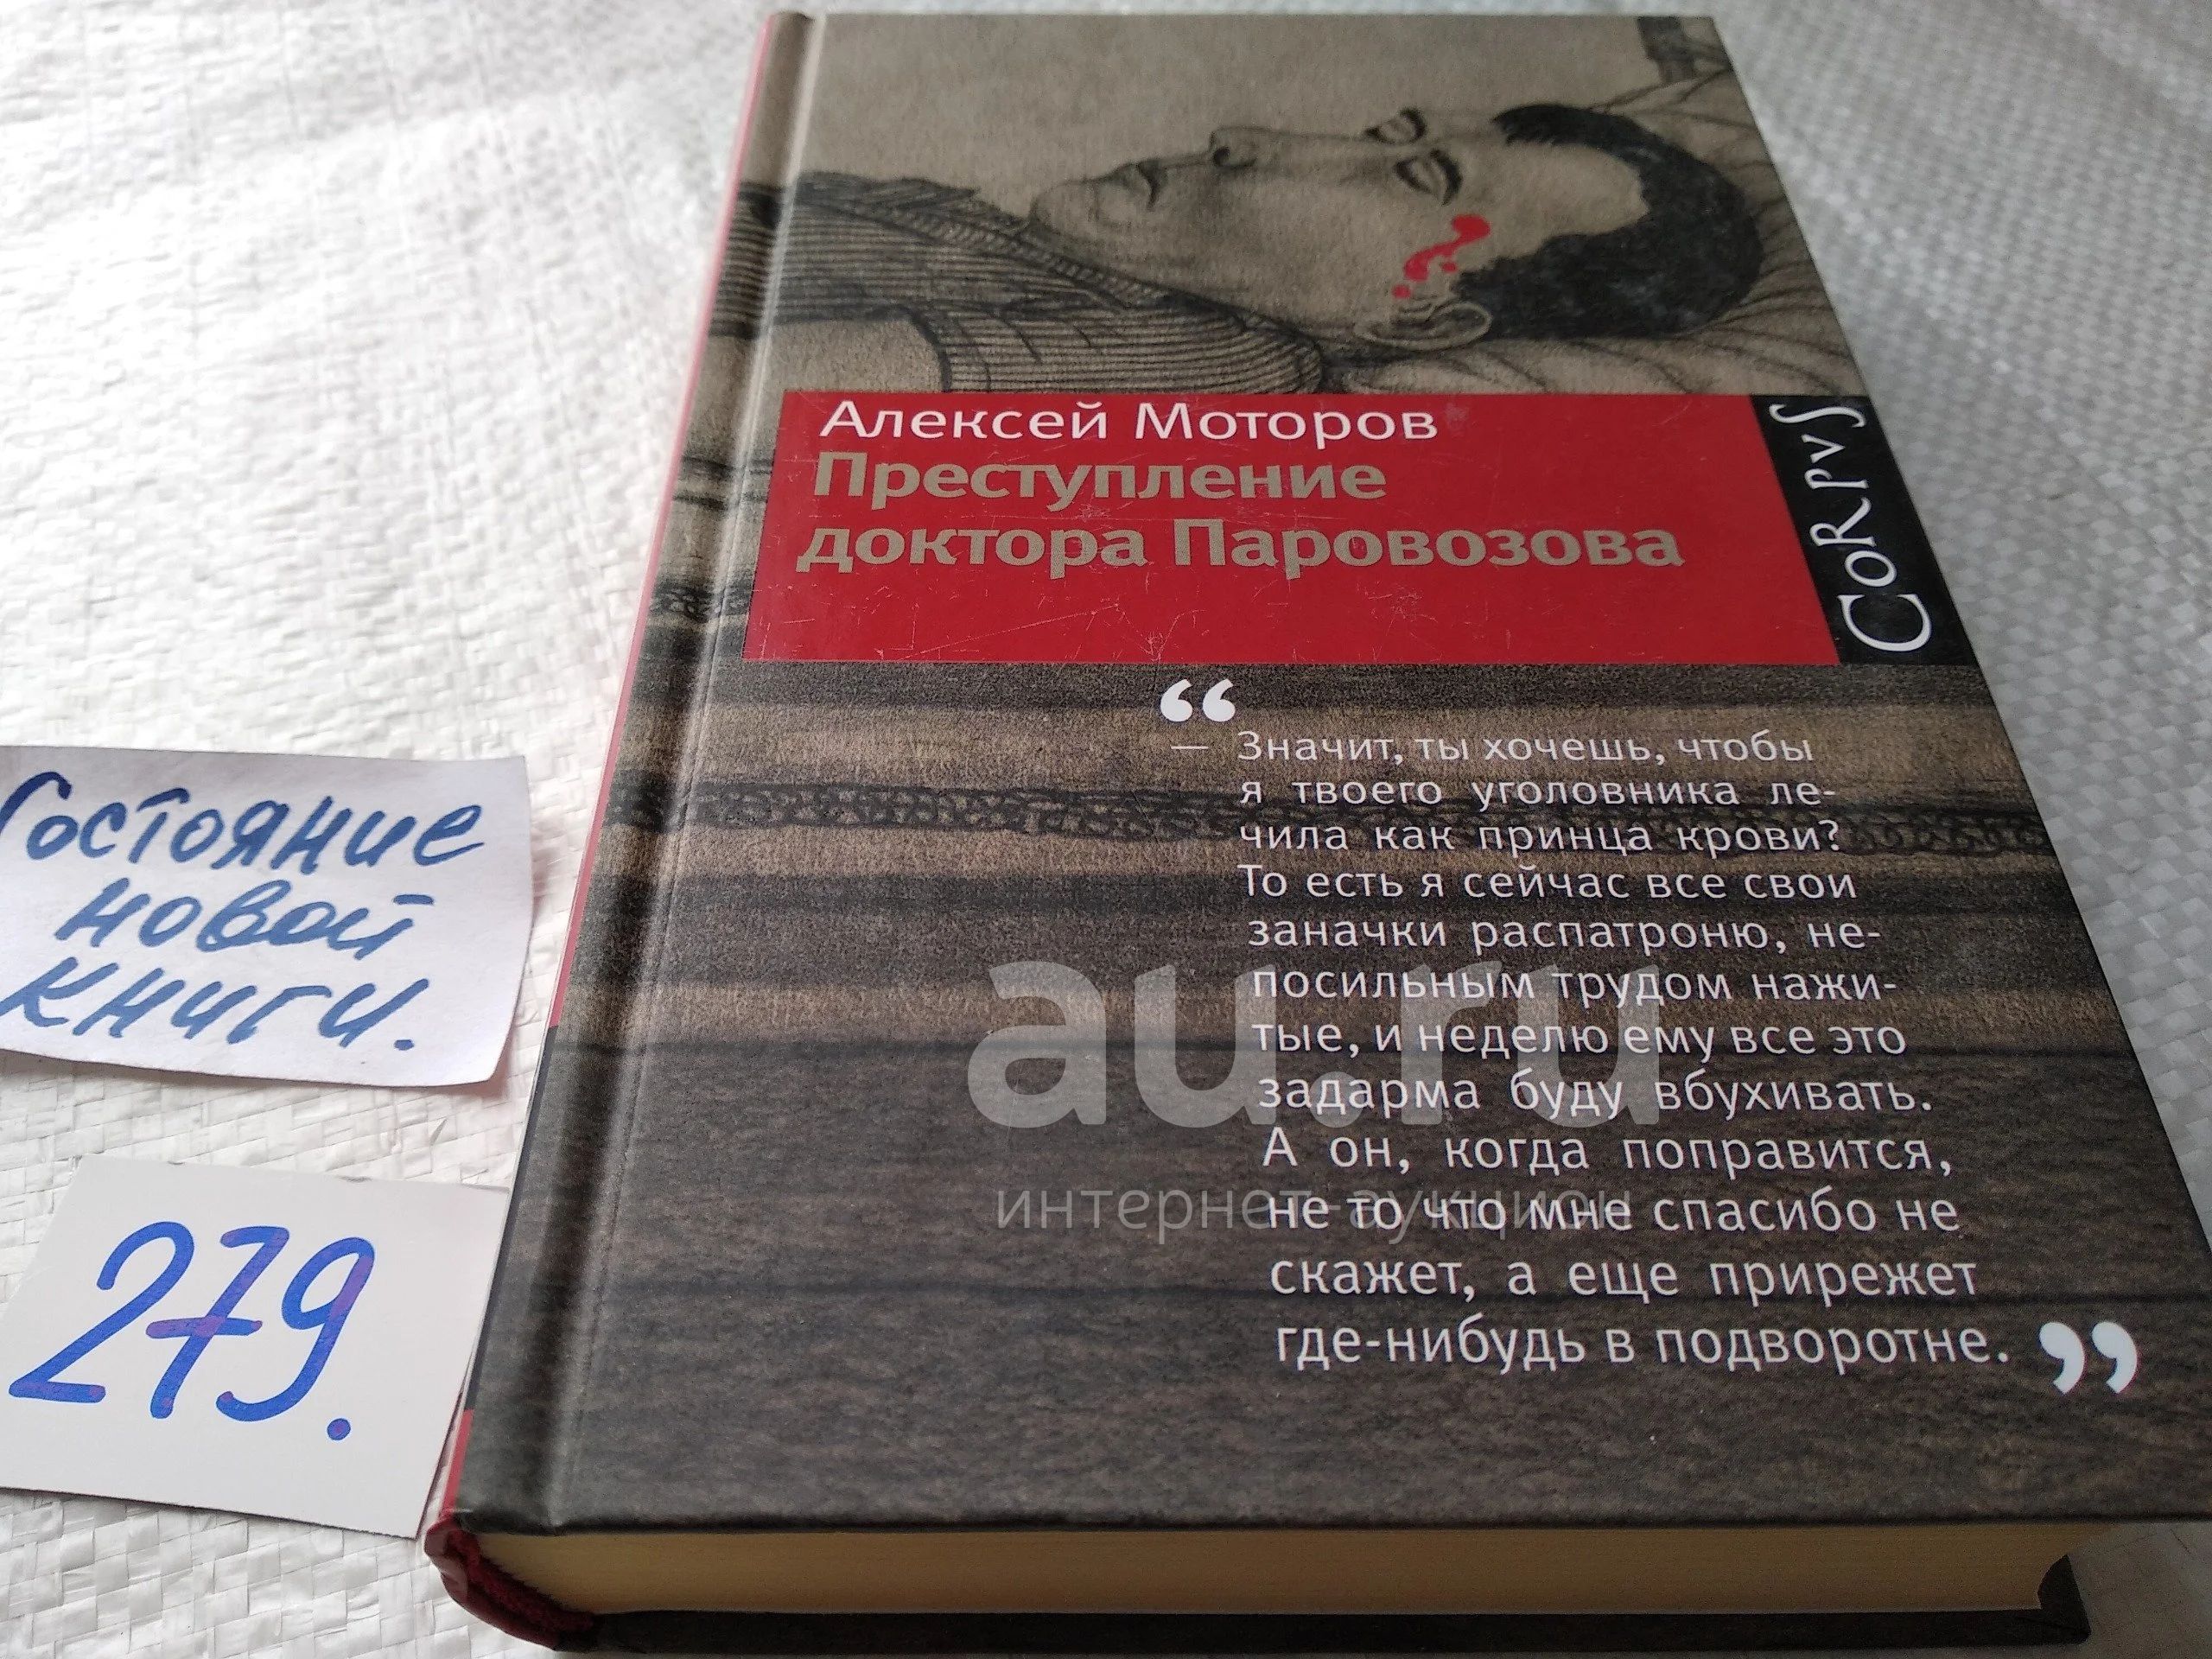 Алексей Моторов
Преступление
доктора Паровозова
CORPVS
“
— Значит, ты хочешь, чтобы
я твоего уголовника ле-
чила как принца крови?
То есть я сейчас все свои
заначки распатроню, не-
посильным трудом нажи-
тые, и неделю ему все это
задарма буду вбухивать.
А он, когда поправится,
не то что мне спасибо не
скажет, а еще прирежет
где-нибудь в подворотне. ”
Состояние
новой
книги.
279.
au.ru
интернет-аукцион